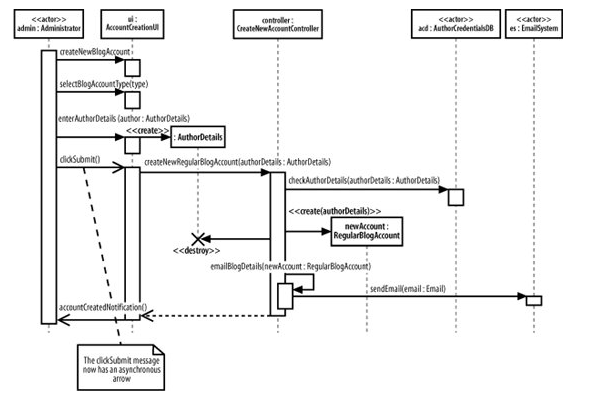 <<actor>>
admin : Administrator
ui :
AccountCreationUI
controller :
CreateNewAccountController
<<actor>>
acd : AuthorCredentialsDB
<<actor>>
es : EmailSystem
createNewBlogAccount
selectBlogAccountType(type)
enterAuthorDetails (author : AuthorDetails)
<<create>>
: AuthorDetails
clickSubmit()
createNewRegularBlogAccount(authorDetails : AuthorDetails)
checkAuthorDetails(authorDetails : AuthorDetails)
<<create(authorDetails)>>
newAccount :
RegularBlogAccount
<<destroy>>
emailBlogDetails(newAccount : RegularBlogAccount)
sendEmail(email : Email)
accountCreatedNotification()
The clickSubmit message
now has an asynchronous
arrow